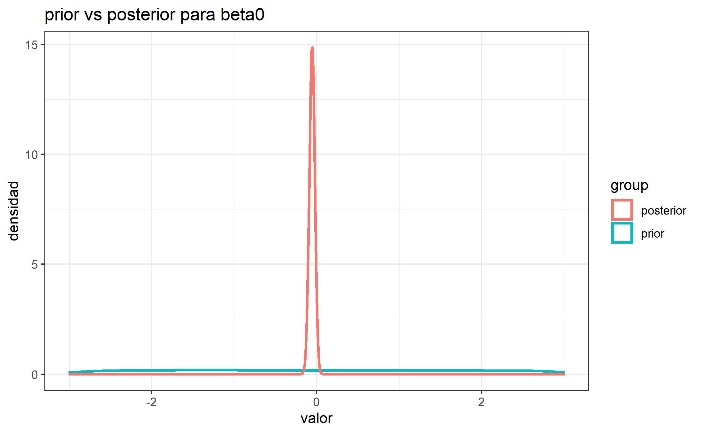 prior vs posterior para beta0
15
10
5
0
densidad
-2
0
2
valor
group
posterior
prior